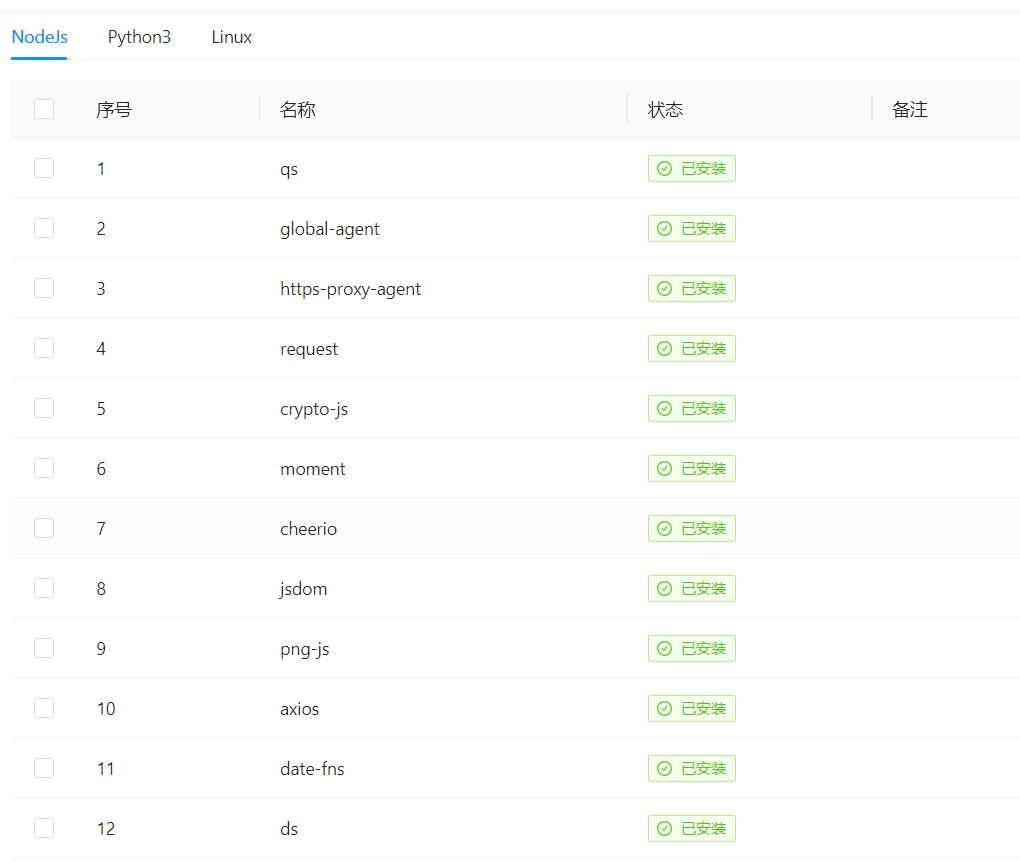 NodeJs Python3 Linux
序号 名称 状态 备注
1 qs 已安装
2 global-agent 已安装
3 https-proxy-agent 已安装
4 request 已安装
5 crypto-js 已安装
6 moment 已安装
7 cheerio 已安装
8 jsdom 已安装
9 png-js 已安装
10 axios 已安装
11 date-fns 已安装
12 ds 已安装